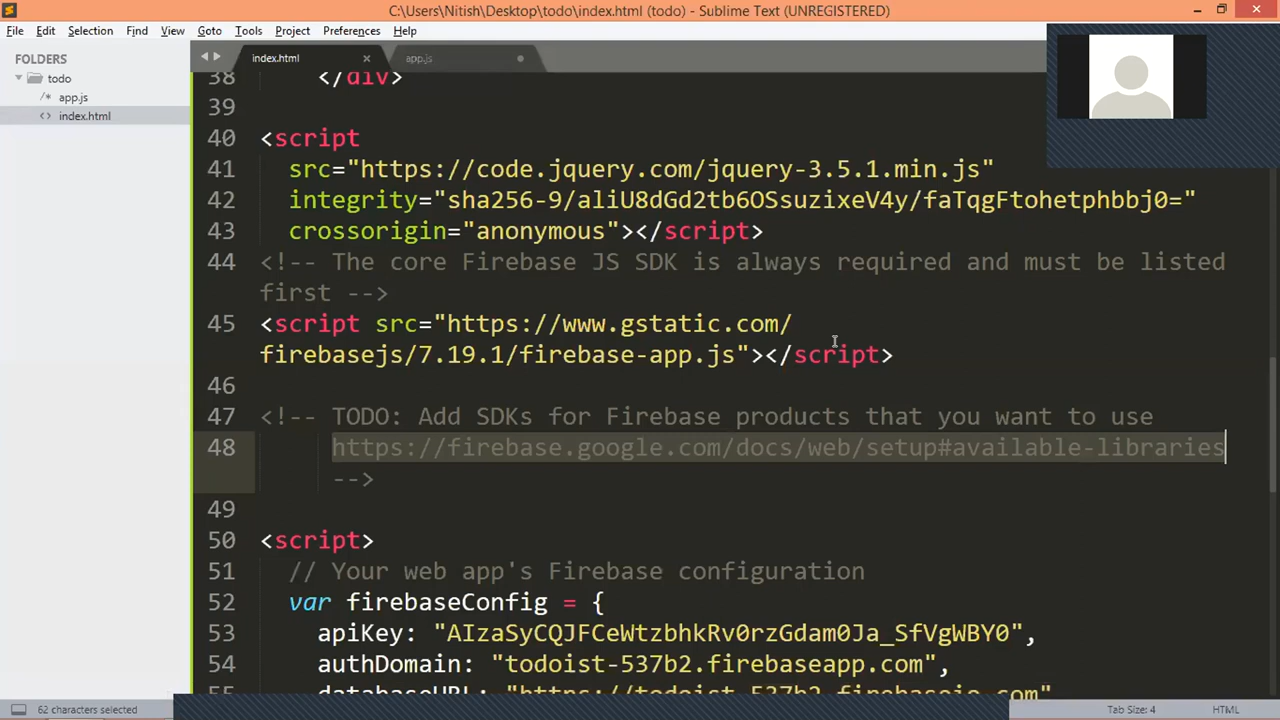 C:\Users\Nitish\Desktop\todo\index.html (todo) - Sublime Text (UNREGISTERED)
File Edit Selection Find View Goto Tools Project Preferences Help
FOLDERS
todo
/* app.js
<> index.html
index.html
app.js
38 </div>
39
40 <script
41 src="https://code.jquery.com/jquery-3.5.1.min.js"
42 integrity="sha256-9/aliU8dGd2tb6OSsuzixeV4y/faTqgFtohetphbbj0="
43 crossorigin="anonymous"></script>
44 <!-- The core Firebase JS SDK is always required and must be listed
first -->
45 <script src="https://www.gstatic.com/
firebasejs/7.19.1/firebase-app.js"></script>
46
47 <!-- TODO: Add SDKs for Firebase products that you want to use
48 https://firebase.google.com/docs/web/setup#available-libraries
-->
49
50 <script>
51 // Your web app's Firebase configuration
52 var firebaseConfig = {
53 apiKey: "AIzaSyCQJFCeWtzbhkRv0rzGdam0Ja_SfVgWBY0",
54 authDomain: "todoist-537b2.firebaseapp.com",
55 databaseURL: "https://todoist-537b2.firebaseio.com"
62 characters selected
Tab Size: 4
HTML